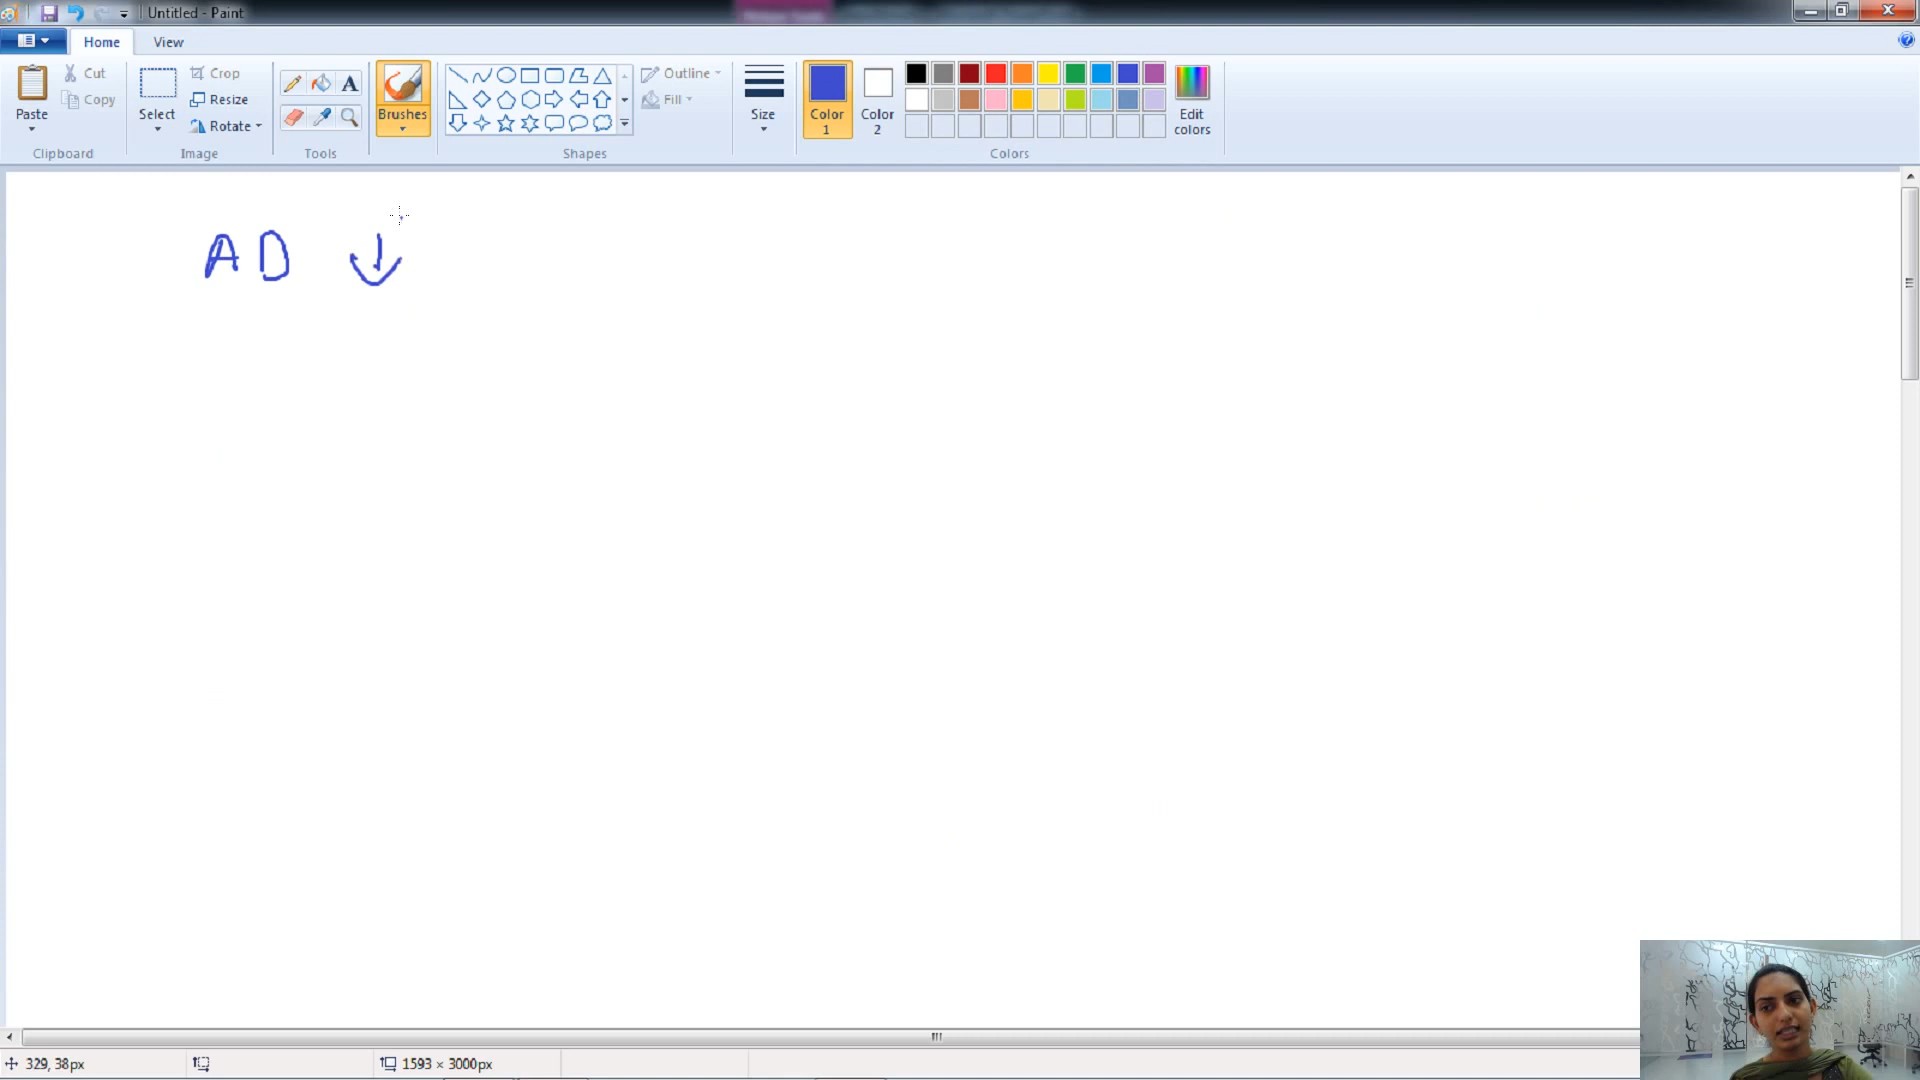 Untitled - Paint
Home View
Paste Cut Copy Select Crop Resize Rotate A Brushes Outline Fill Size Color 1 Color 2 Edit colors
Clipboard Image Tools Shapes Colors
A D ↓
329, 38px 1593 × 3000px